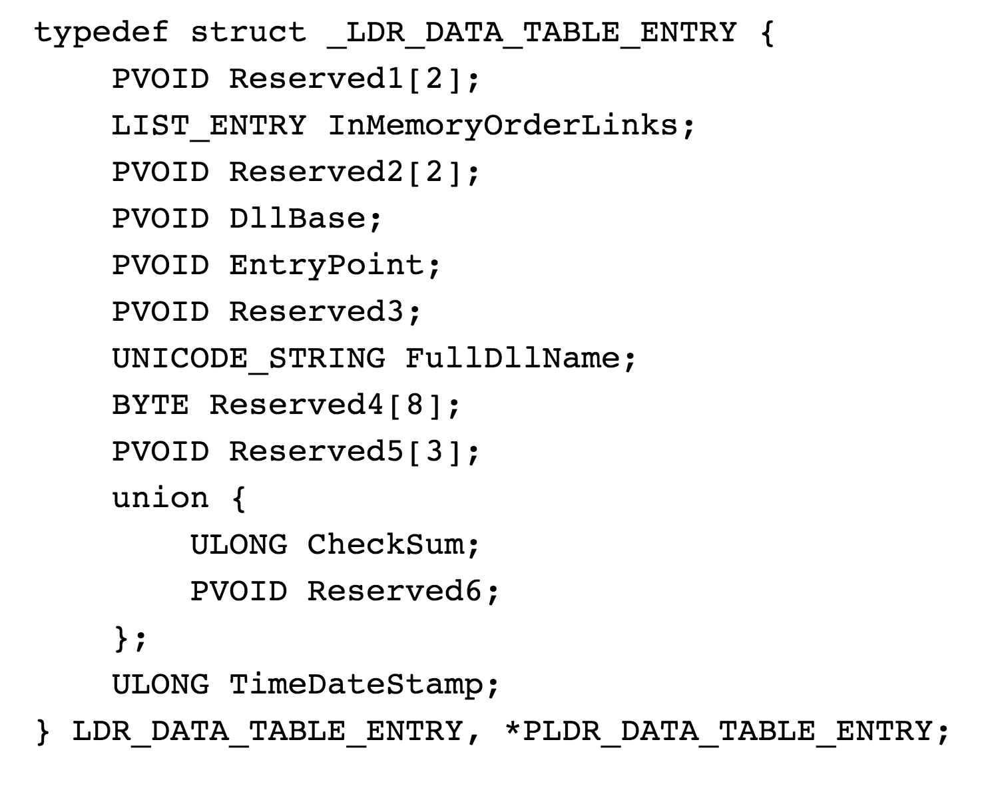 typedef struct _LDR_DATA_TABLE_ENTRY {
    PVOID Reserved1[2];
    LIST_ENTRY InMemoryOrderLinks;
    PVOID Reserved2[2];
    PVOID DllBase;
    PVOID EntryPoint;
    PVOID Reserved3;
    UNICODE_STRING FullDllName;
    BYTE Reserved4[8];
    PVOID Reserved5[3];
    union {
        ULONG CheckSum;
        PVOID Reserved6;
    };
    ULONG TimeDateStamp;
} LDR_DATA_TABLE_ENTRY, *PLDR_DATA_TABLE_ENTRY;